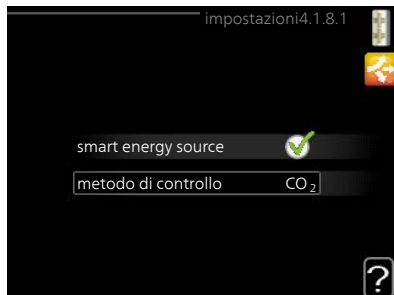 impostazioni4.1.8.1
smart energy source
metodo di controllo CO₂
?